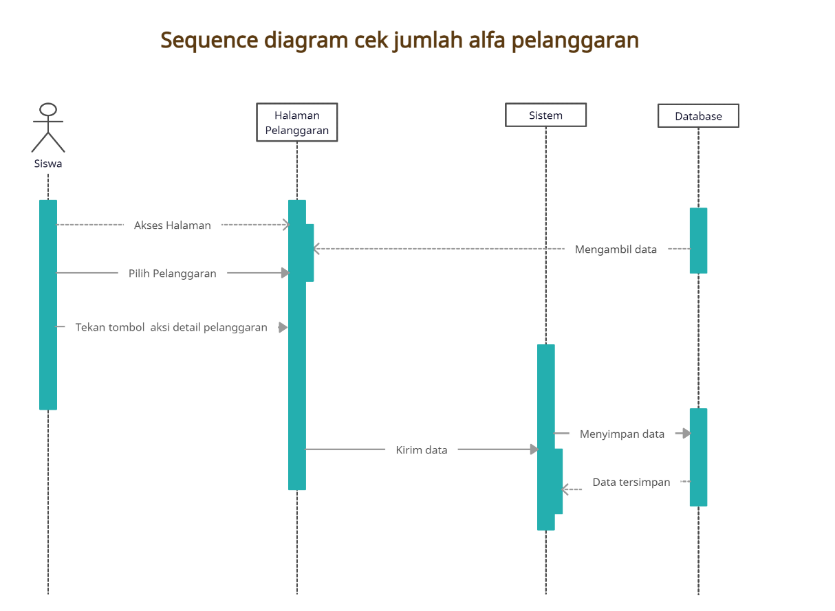 Sequence diagram cek jumlah alfa pelanggaran
Halaman
Pelanggaran
Sistem
Database
Siswa
Akses Halaman
Mengambil data
Pilih Pelanggaran
Tekan tombol aksi detail pelanggaran
Menyimpan data
Kirim data
Data tersimpan